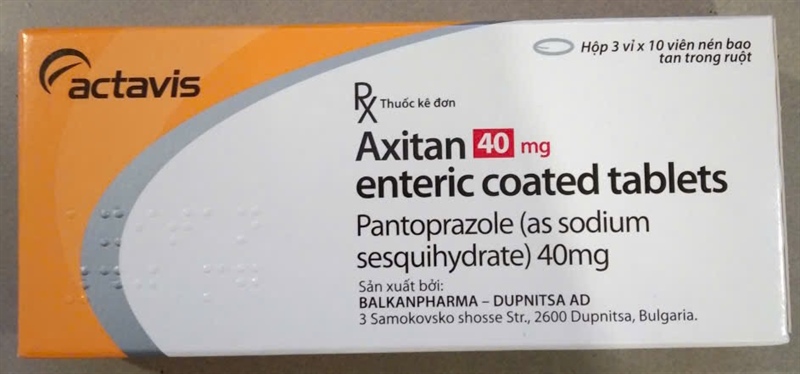 actavis
Hộp 3 vỉ x 10 viên nén bao
tan trong ruột
Rx Thuốc kê đơn
Axitan 40 mg
enteric coated tablets
Pantoprazole (as sodium
sesquihydrate) 40mg
Sản xuất bởi:
BALKANPHARMA – DUPNITSA AD
3 Samokovsko shosse Str., 2600 Dupnitsa, Bulgaria.